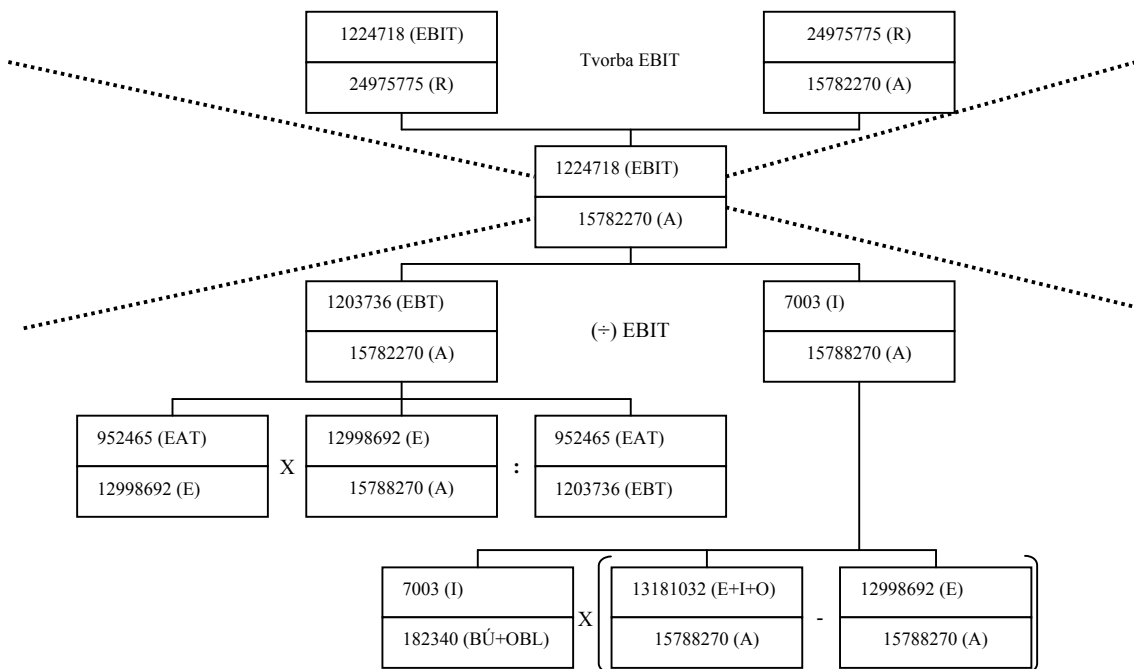 1224718 (EBIT)
24975775 (R)
Tvorba EBIT
24975775 (R)
15782270 (A)
1224718 (EBIT)
15782270 (A)
1203736 (EBT)
15782270 (A)
(÷) EBIT
7003 (I)
15788270 (A)
952465 (EAT)
12998692 (E)
X
12998692 (E)
15788270 (A)
:
952465 (EAT)
1203736 (EBT)
7003 (I)
182340 (BÚ+OBL)
X
13181032 (E+I+O)
15788270 (A)
-
12998692 (E)
15788270 (A)